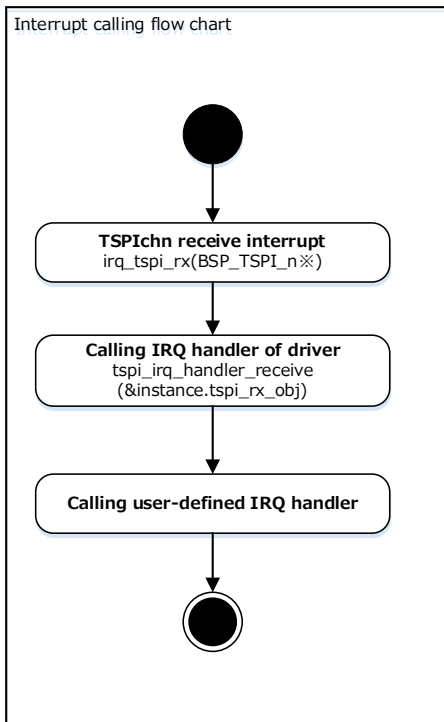 Interrupt calling flow chart
TSPIchn receive interrupt
irq_tspi_rx(BSP_TSPI_n※)
Calling IRQ handler of driver
tspi_irq_handler_receive
(&instance.tspi_rx_obj)
Calling user-defined IRQ handler